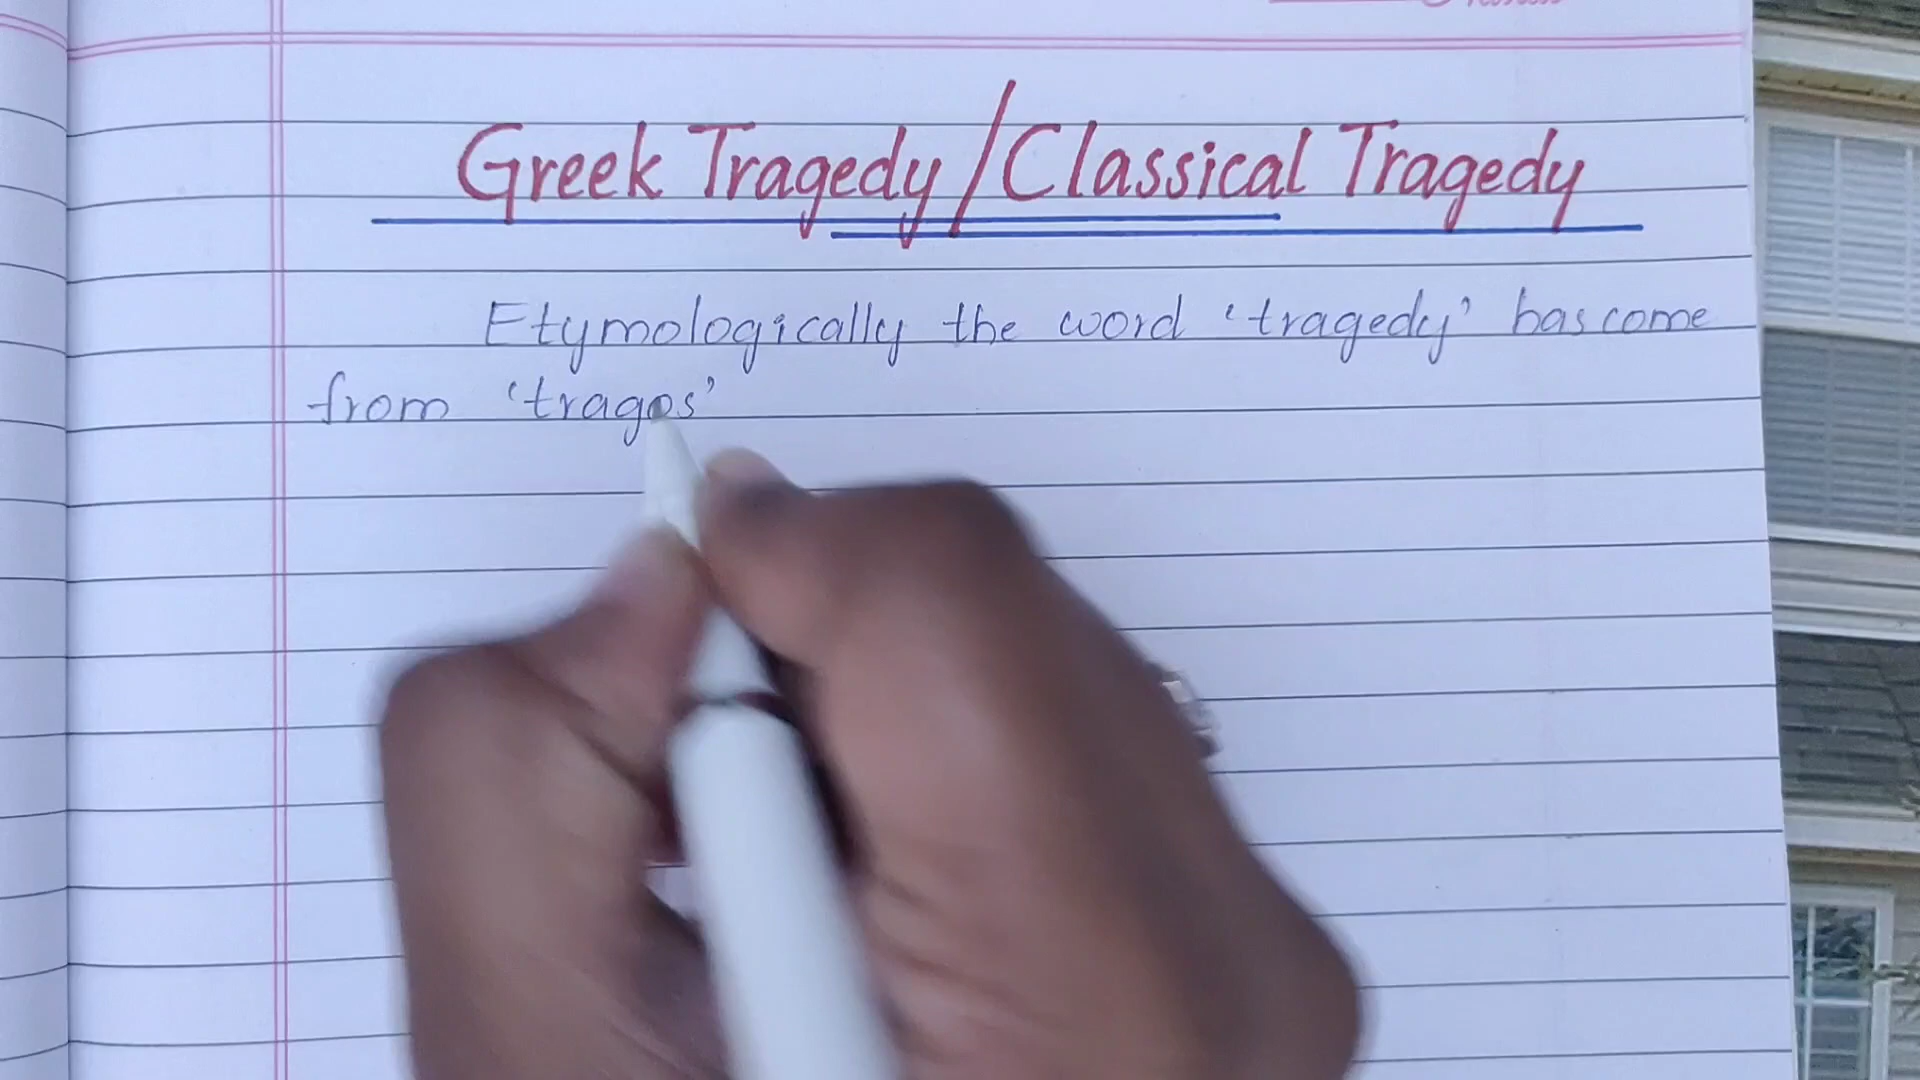 Greek Tragedy/Classical Tragedy
Etymologically the word 'tragedy' has come
from 'tragos'